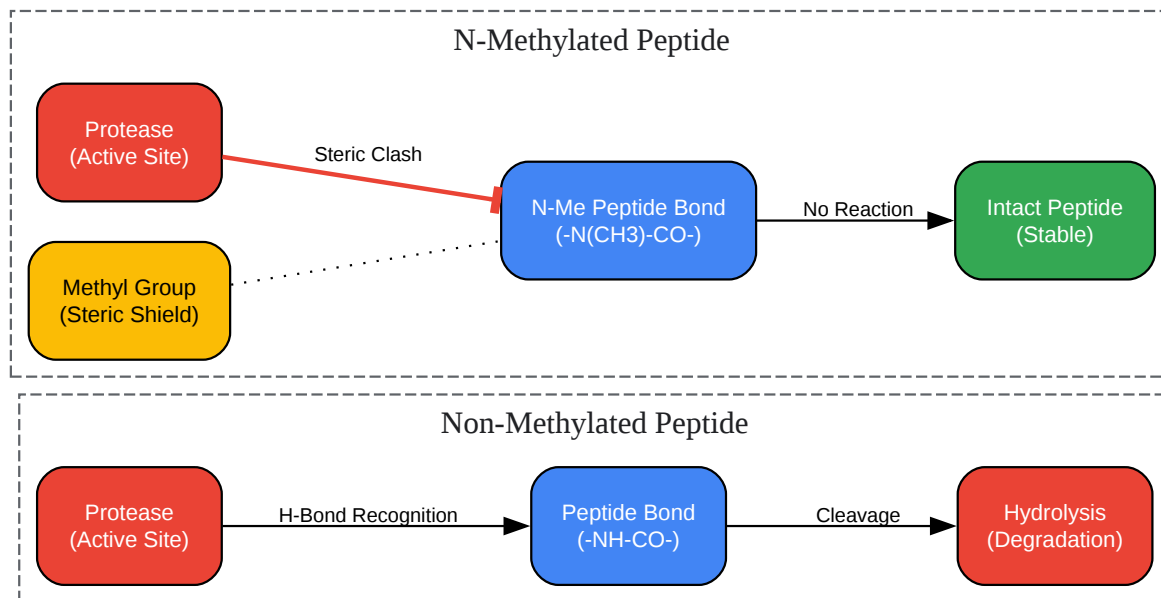 N-Methylated Peptide
Protease
(Active Site)
Steric Clash
N-Me Peptide Bond
(-N(CH3)-CO-)
No Reaction
Intact Peptide
(Stable)
Methyl Group
(Steric Shield)
Non-Methylated Peptide
Protease
(Active Site)
H-Bond Recognition
Peptide Bond
(-NH-CO-)
Cleavage
Hydrolysis
(Degradation)